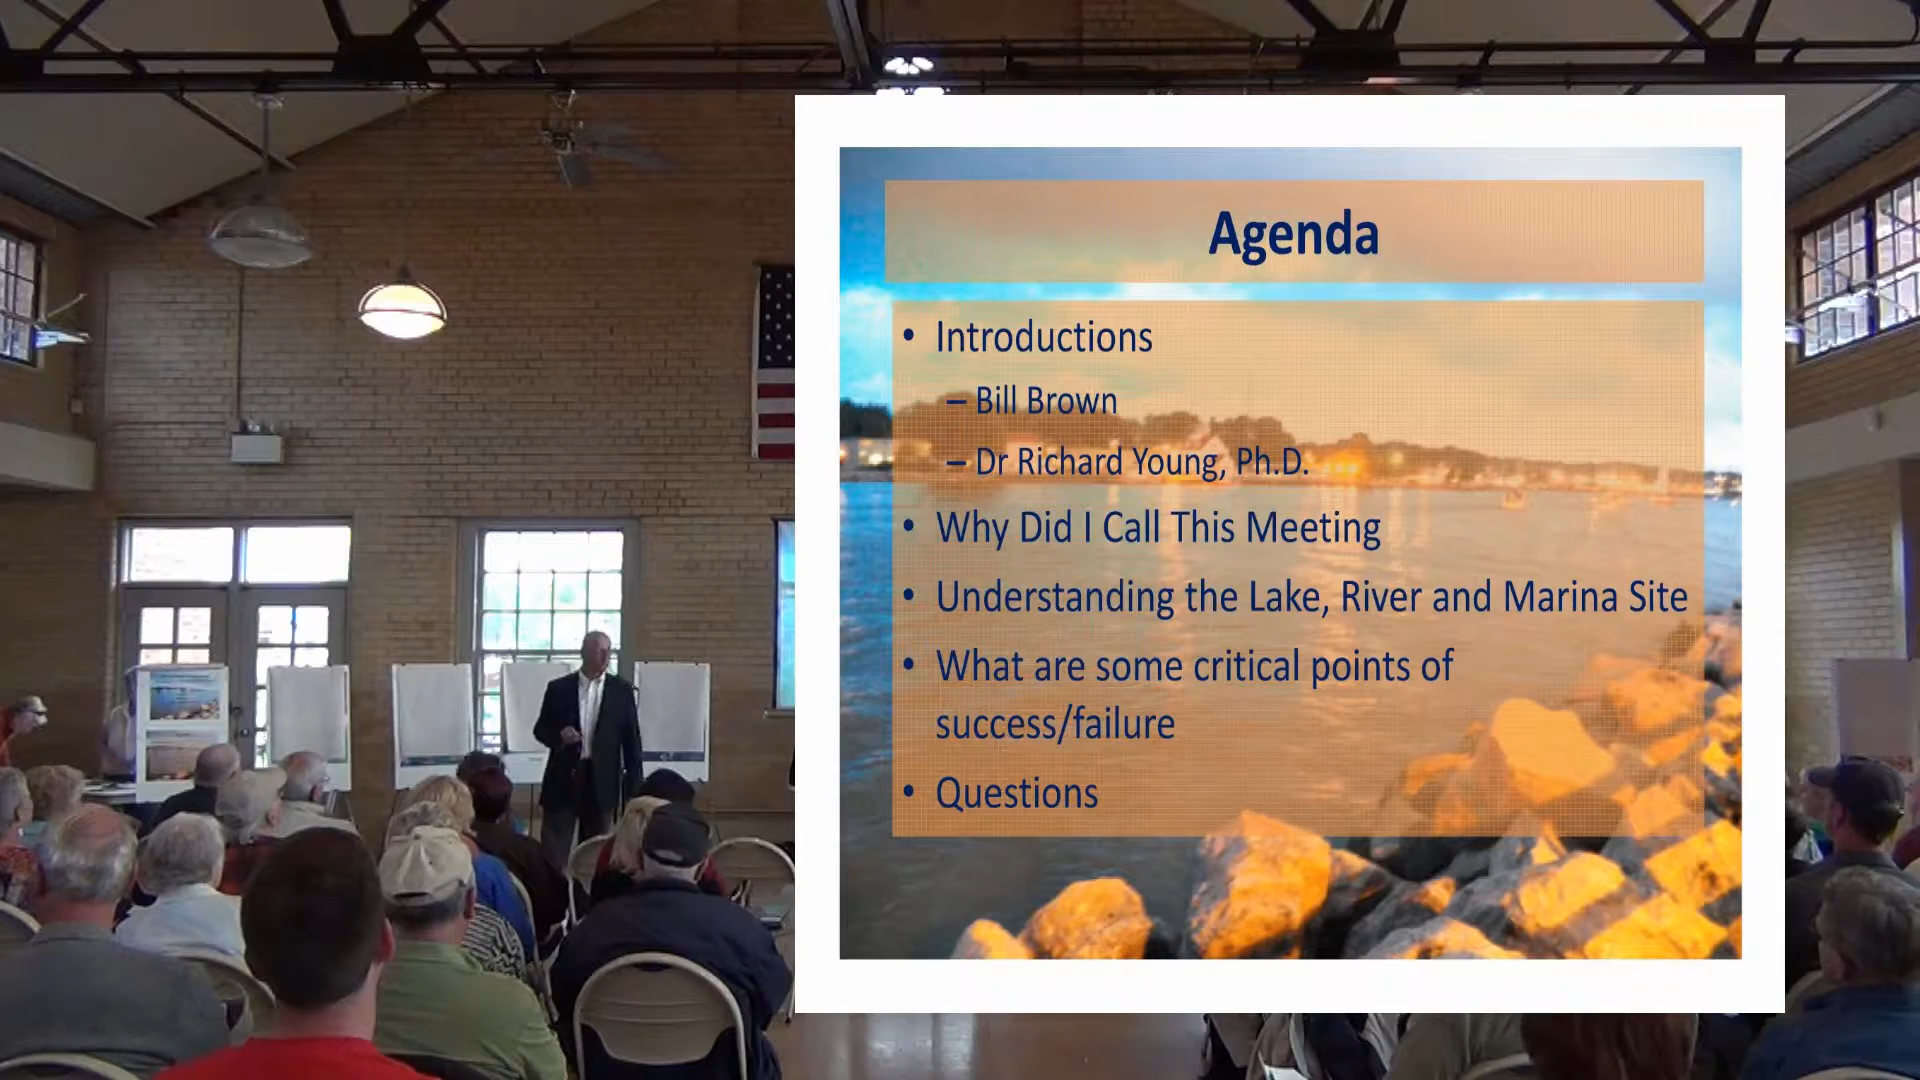 Agenda
• Introductions
– Bill Brown
– Dr Richard Young, Ph.D.
• Why Did I Call This Meeting
• Understanding the Lake, River and Marina Site
• What are some critical points of
success/failure
• Questions